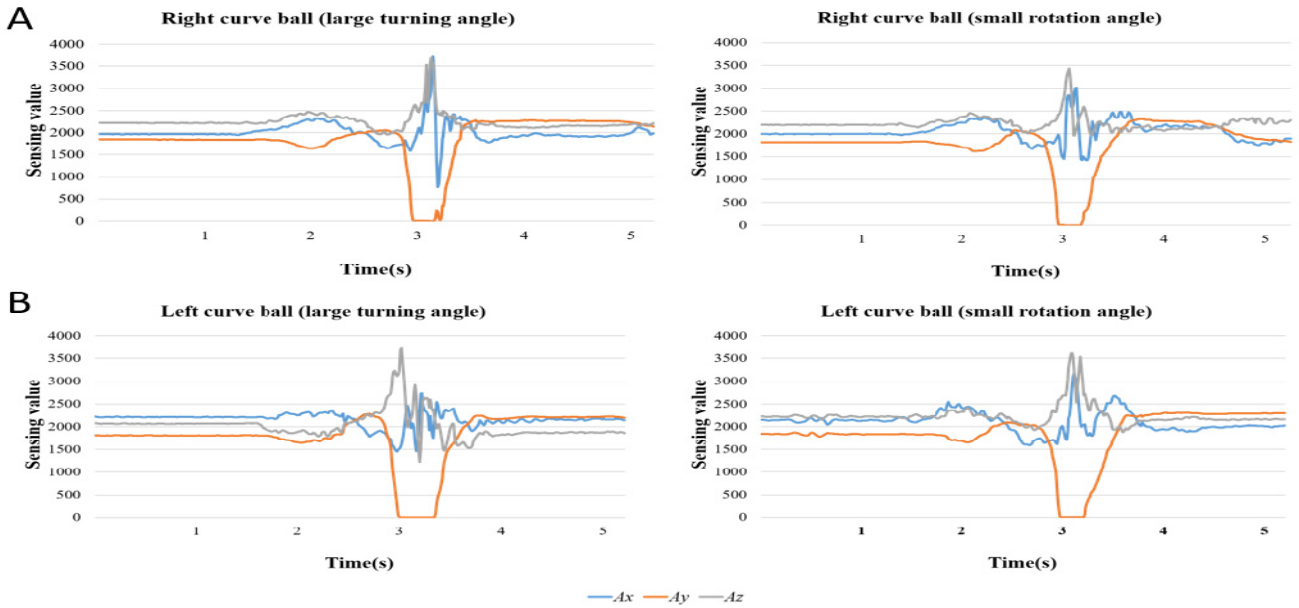 A
Right curve ball (large turning angle)
Sensing value
4000
3500
3000
2500
2000
1500
1000
500
0
1 2 3 4 5
Time(s)
Right curve ball (small rotation angle)
Sensing value
4000
3500
3000
2500
2000
1500
1000
500
0
1 2 3 4 5
Time(s)
B
Left curve ball (large turning angle)
Sensing value
4000
3500
3000
2500
2000
1500
1000
500
0
1 2 3 4 5
Time(s)
Left curve ball (small rotation angle)
Sensing value
4000
3500
3000
2500
2000
1500
1000
500
0
1 2 3 4 5
Time(s)
Ax Ay Az